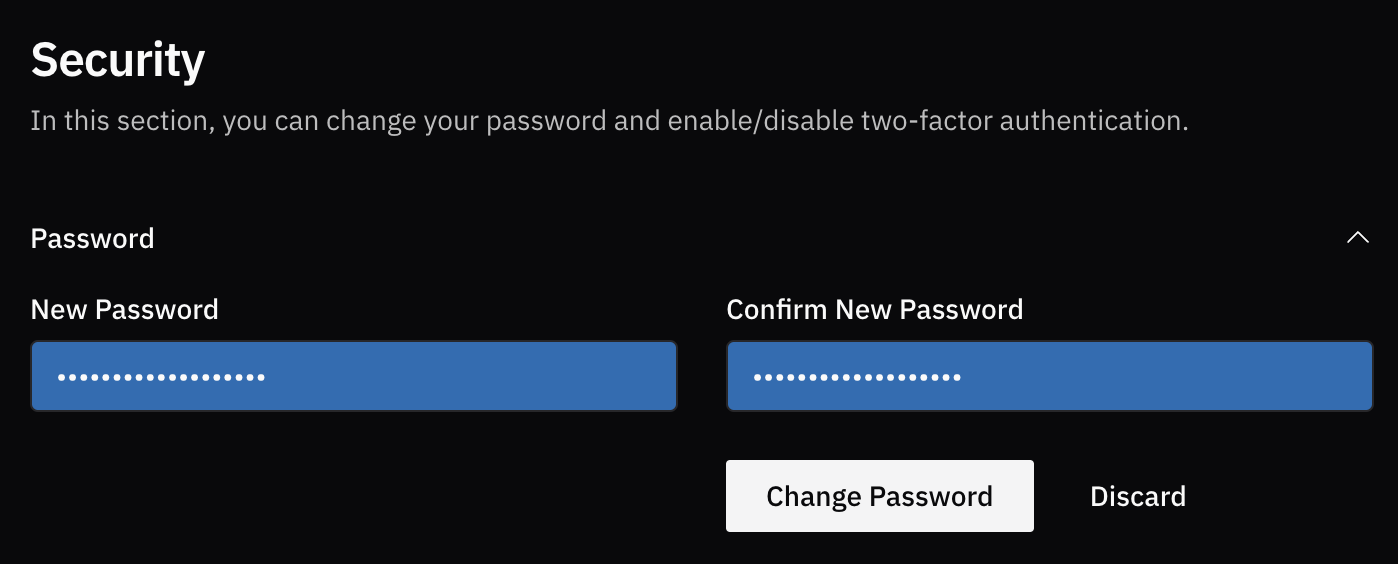 Security
In this section, you can change your password and enable/disable two-factor authentication.
Password
New Password
Confirm New Password
•••••••••••••••••••
•••••••••••••••••••
Change Password
Discard